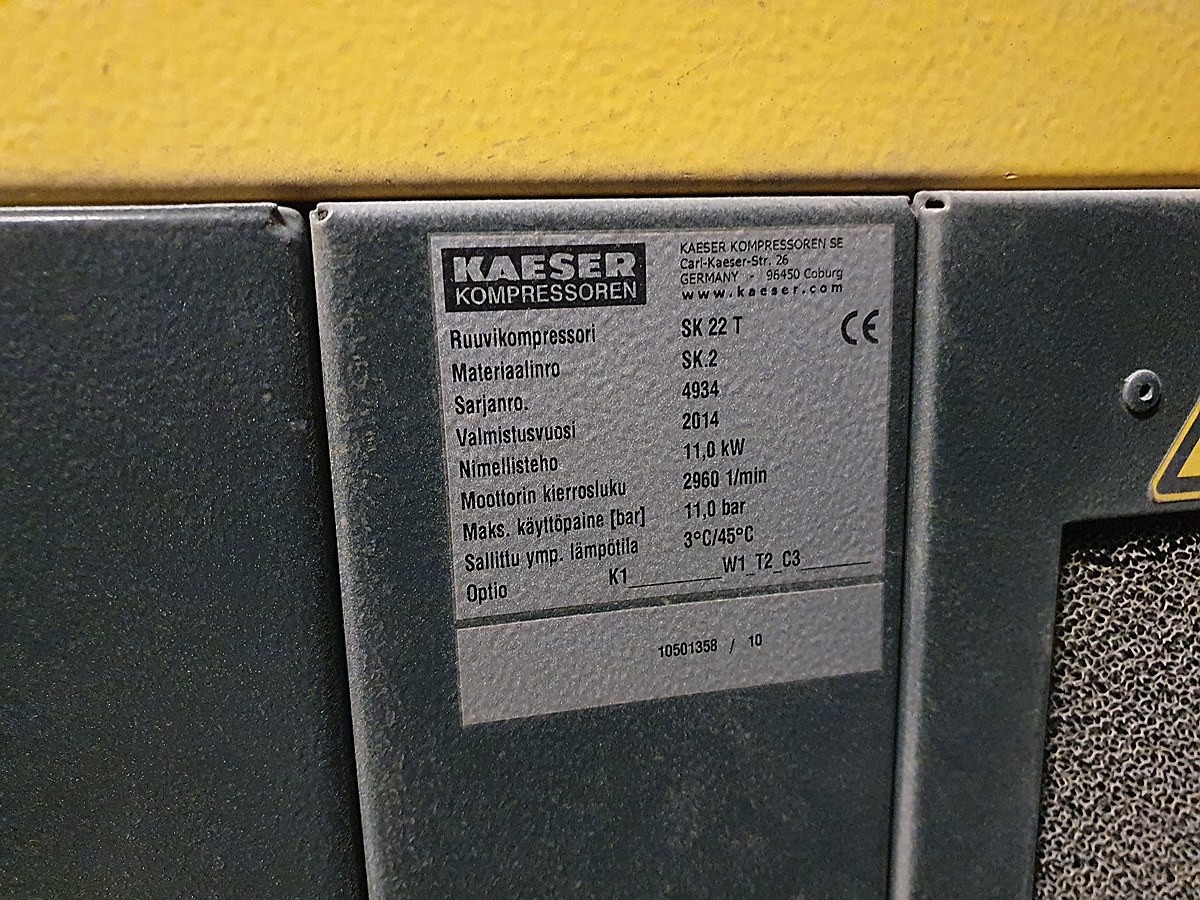 KAESER
KOMPRESSOREN
KAESER KOMPRESSOREN SE
Carl-Kaeser-Str. 26
GERMANY - 96450 Coburg
www.kaeser.com
CE
Ruuvikompressori SK 22 T
Materiaalinro SK.2
Sarjanro. 4934
Valmistusvuosi 2014
Nimellisteho 11,0 kW
Moottorin kierrosluku 2960 1/min
Maks. käyttöpaine [bar] 11,0 bar
Sallittu ymp. lämpötila 3°C/45°C
Optio K1________W1_T2_C3______
10501358 / 10